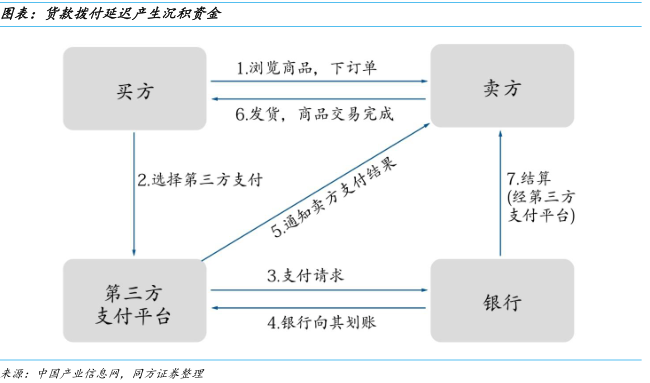 图表：货款拨付延迟产生沉积资金
买方
1.浏览商品，下订单
卖方
6.发货，商品交易完成
2.选择第三方支付
5.通知卖方支付结果
7.结算
(经第三方
支付平台)
第三方
支付平台
3.支付请求
银行
4.银行向其划账
来源：中国产业信息网，同方证券整理